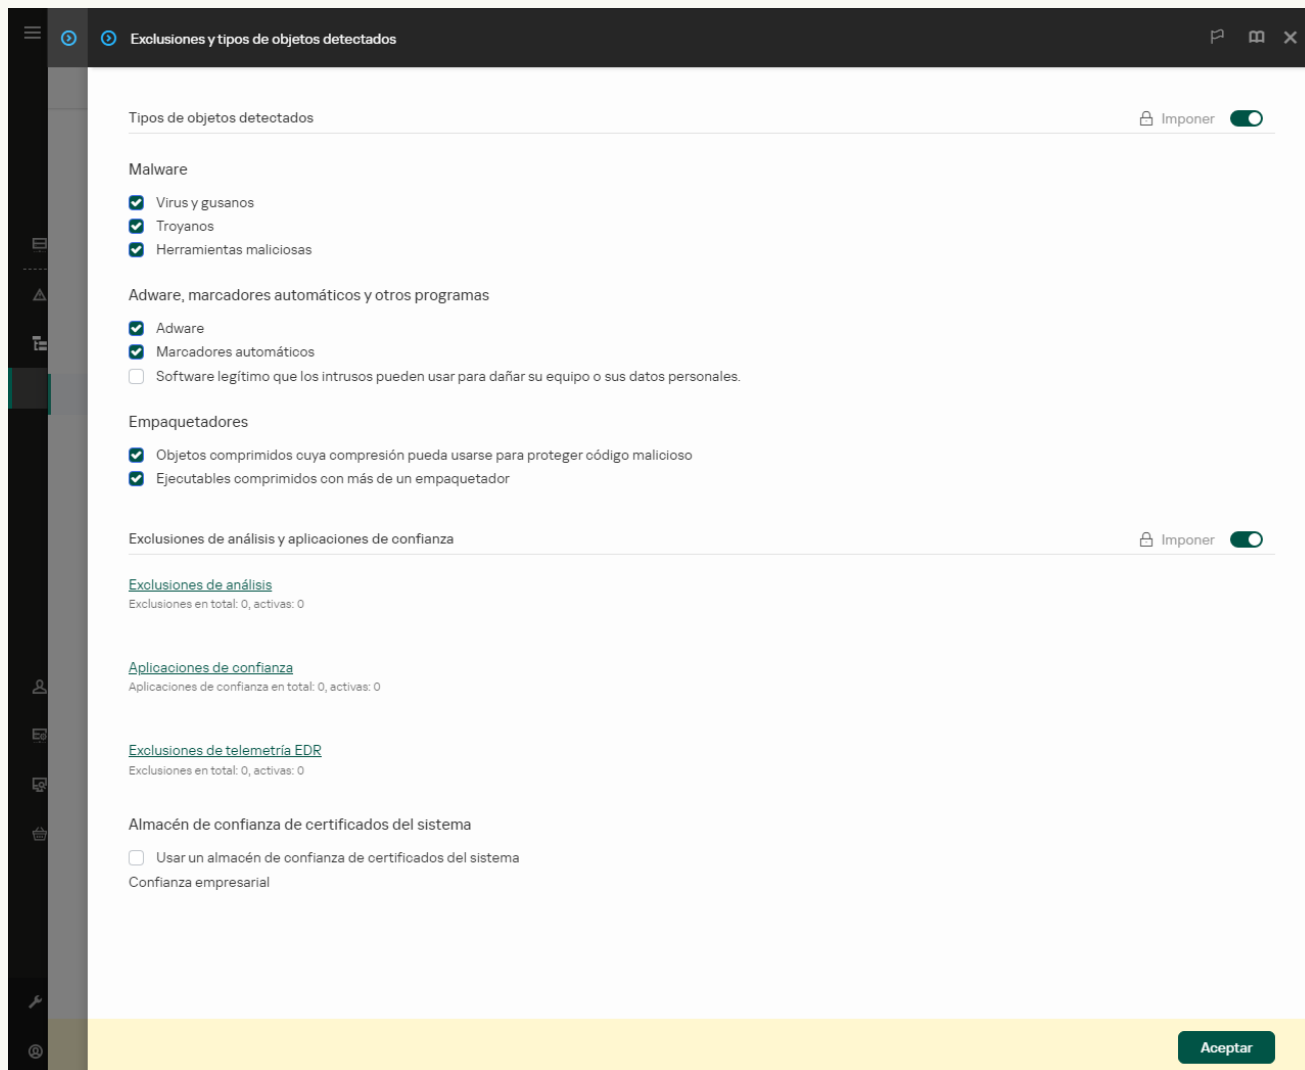 Exclusiones y tipos de objetos detectados
Tipos de objetos detectados
Imponer
Malware
Virus y gusanos
Troyanos
Herramientas maliciosas
Adware, marcadores automáticos y otros programas
Adware
Marcadores automáticos
Software legítimo que los intrusos pueden usar para dañar su equipo o sus datos personales.
Empaquetadores
Objetos comprimidos cuya compresión pueda usarse para proteger código malicioso
Ejecutables comprimidos con más de un empaquetador
Exclusiones de análisis y aplicaciones de confianza
Imponer
Exclusiones de análisis
Exclusiones en total: 0, activas: 0
Aplicaciones de confianza
Aplicaciones de confianza en total: 0, activas: 0
Exclusiones de telemetría EDR
Exclusiones en total: 0, activas: 0
Almacén de confianza de certificados del sistema
Usar un almacén de confianza de certificados del sistema
Confianza empresarial
Aceptar